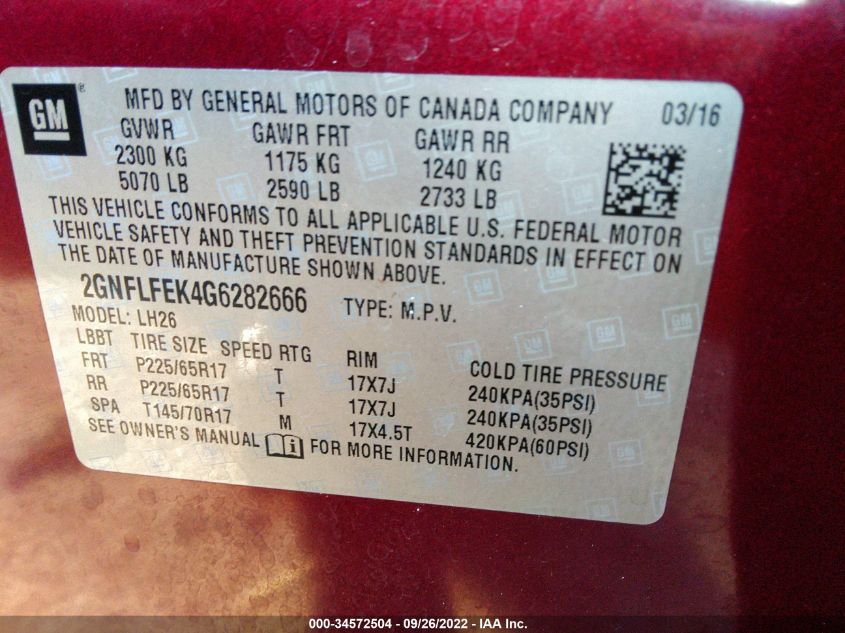 GM ® MFD BY GENERAL MOTORS OF CANADA COMPANY 03/16
GVWR GAWR FRT GAWR RR
2300 KG 1175 KG 1240 KG
5070 LB 2590 LB 2733 LB
THIS VEHICLE CONFORMS TO ALL APPLICABLE U.S. FEDERAL MOTOR
VEHICLE SAFETY AND THEFT PREVENTION STANDARDS IN EFFECT ON
THE DATE OF MANUFACTURE SHOWN ABOVE.
2GNFLFEK4G6282666 TYPE: M.P.V.
MODEL: LH26
LBBT TIRE SIZE SPEED RTG RIM COLD TIRE PRESSURE
FRT P225/65R17 T 17X7J 240KPA(35PSI)
RR P225/65R17 T 17X7J 240KPA(35PSI)
SPA T145/70R17 M 17X4.5T 420KPA(60PSI)
SEE OWNER'S MANUAL FOR MORE INFORMATION.
000-34572504 - 09/26/2022 - IAA Inc.